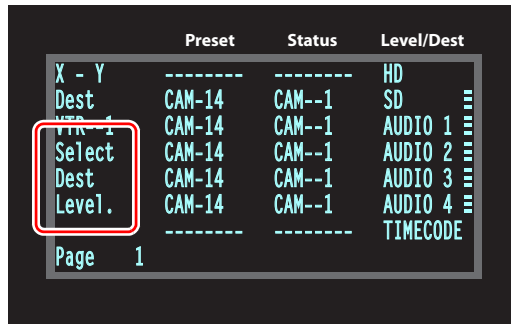 Preset Status Level/Dest
X - Y -------- -------- HD
Dest CAM-14 CAM--1 SD
VTR--1 CAM-14 CAM--1 AUDIO 1
Select CAM-14 CAM--1 AUDIO 2
Dest CAM-14 CAM--1 AUDIO 3
Level. CAM-14 CAM--1 AUDIO 4
-------- -------- TIMECODE
Page 1